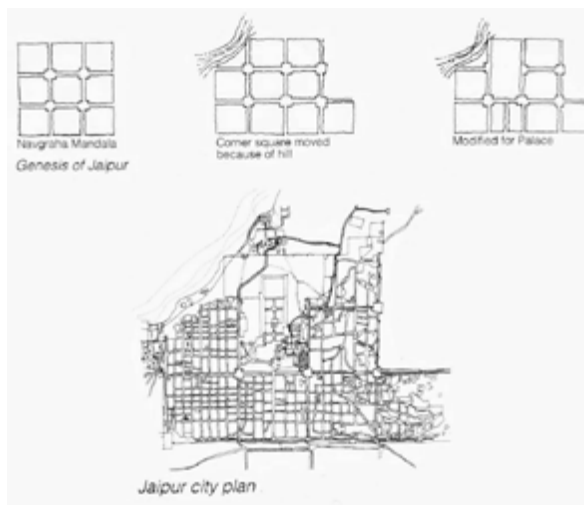 Navgraha Mandala
Genesis of Jaipur
Corner square moved
because of hill
Modified for Palace
Jaipur city plan